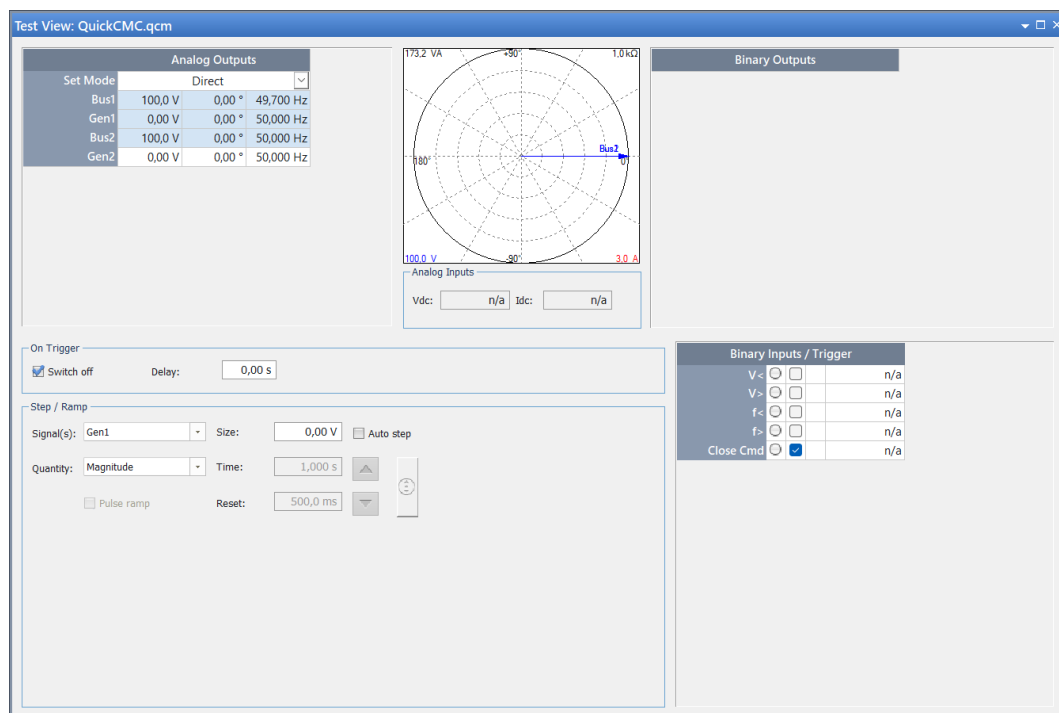 Test View: QuickCMC.qcm
Analog Outputs
Set Mode Direct
Bus1 100,0 V 0,00 ° 49,700 Hz
Gen1 0,00 V 0,00 ° 50,000 Hz
Bus2 100,0 V 0,00 ° 50,000 Hz
Gen2 0,00 V 0,00 ° 50,000 Hz
173,2 VA +90° 1,0 kΩ
180° 0°
100,0 V -90° 3,0 A
Analog Inputs
Vdc: n/a Idc: n/a
Binary Outputs
On Trigger
Switch off Delay: 0,00 s
Step / Ramp
Signal(s): Gen1 Size: 0,00 V Auto step
Quantity: Magnitude Time: 1,000 s
Pulse ramp Reset: 500,0 ms
Binary Inputs / Trigger
V< n/a
V> n/a
f< n/a
f> n/a
Close Cmd n/a